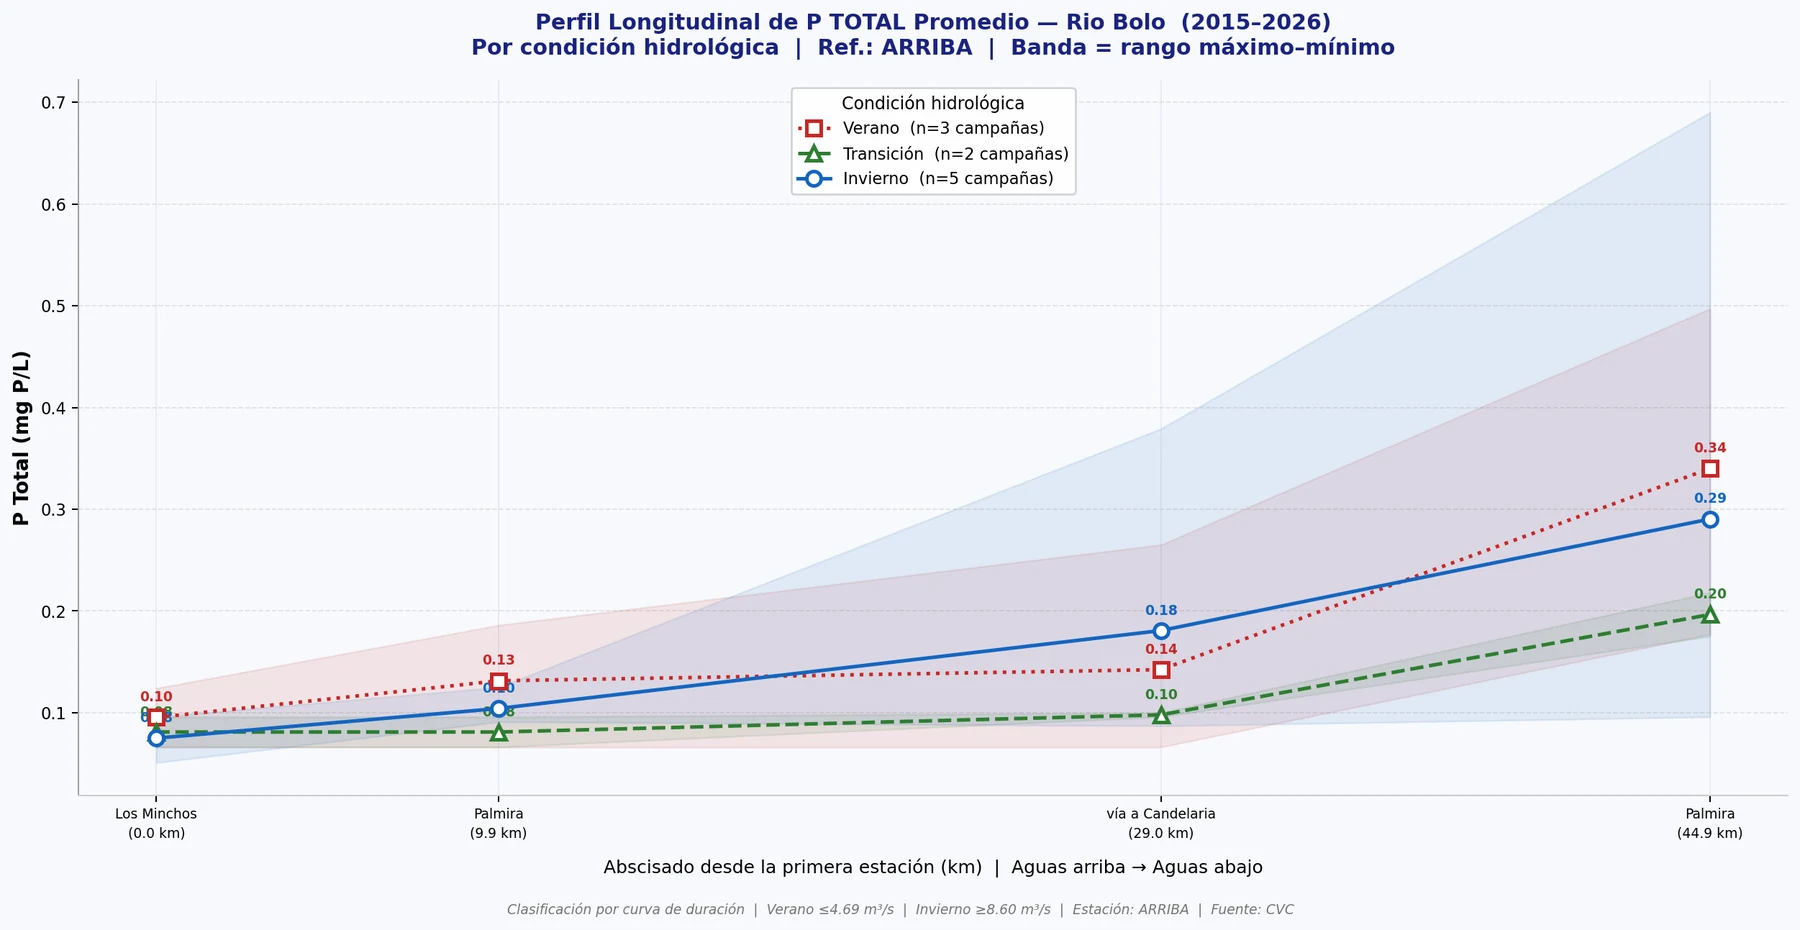 Perfil Longitudinal de P TOTAL Promedio — Rio Bolo  (2015–2026)
Por condición hidrológica  |  Ref.: ARRIBA  |  Banda = rango máximo–mínimo
Condición hidrológica
Verano  (n=3 campañas)
Transición  (n=2 campañas)
Invierno  (n=5 campañas)
P Total (mg P/L)
0.7
0.6
0.5
0.4
0.3
0.2
0.1
0.10
0.13
0.18
0.14
0.10
0.34
0.29
0.20
Los Minchos
(0.0 km)
Palmira
(9.9 km)
vía a Candelaria
(29.0 km)
Palmira
(44.9 km)
Abscisado desde la primera estación (km)  |  Aguas arriba → Aguas abajo
Clasificación por curva de duración  |  Verano ≤4.69 m³/s  |  Invierno ≥8.60 m³/s  |  Estación: ARRIBA  |  Fuente: CVC